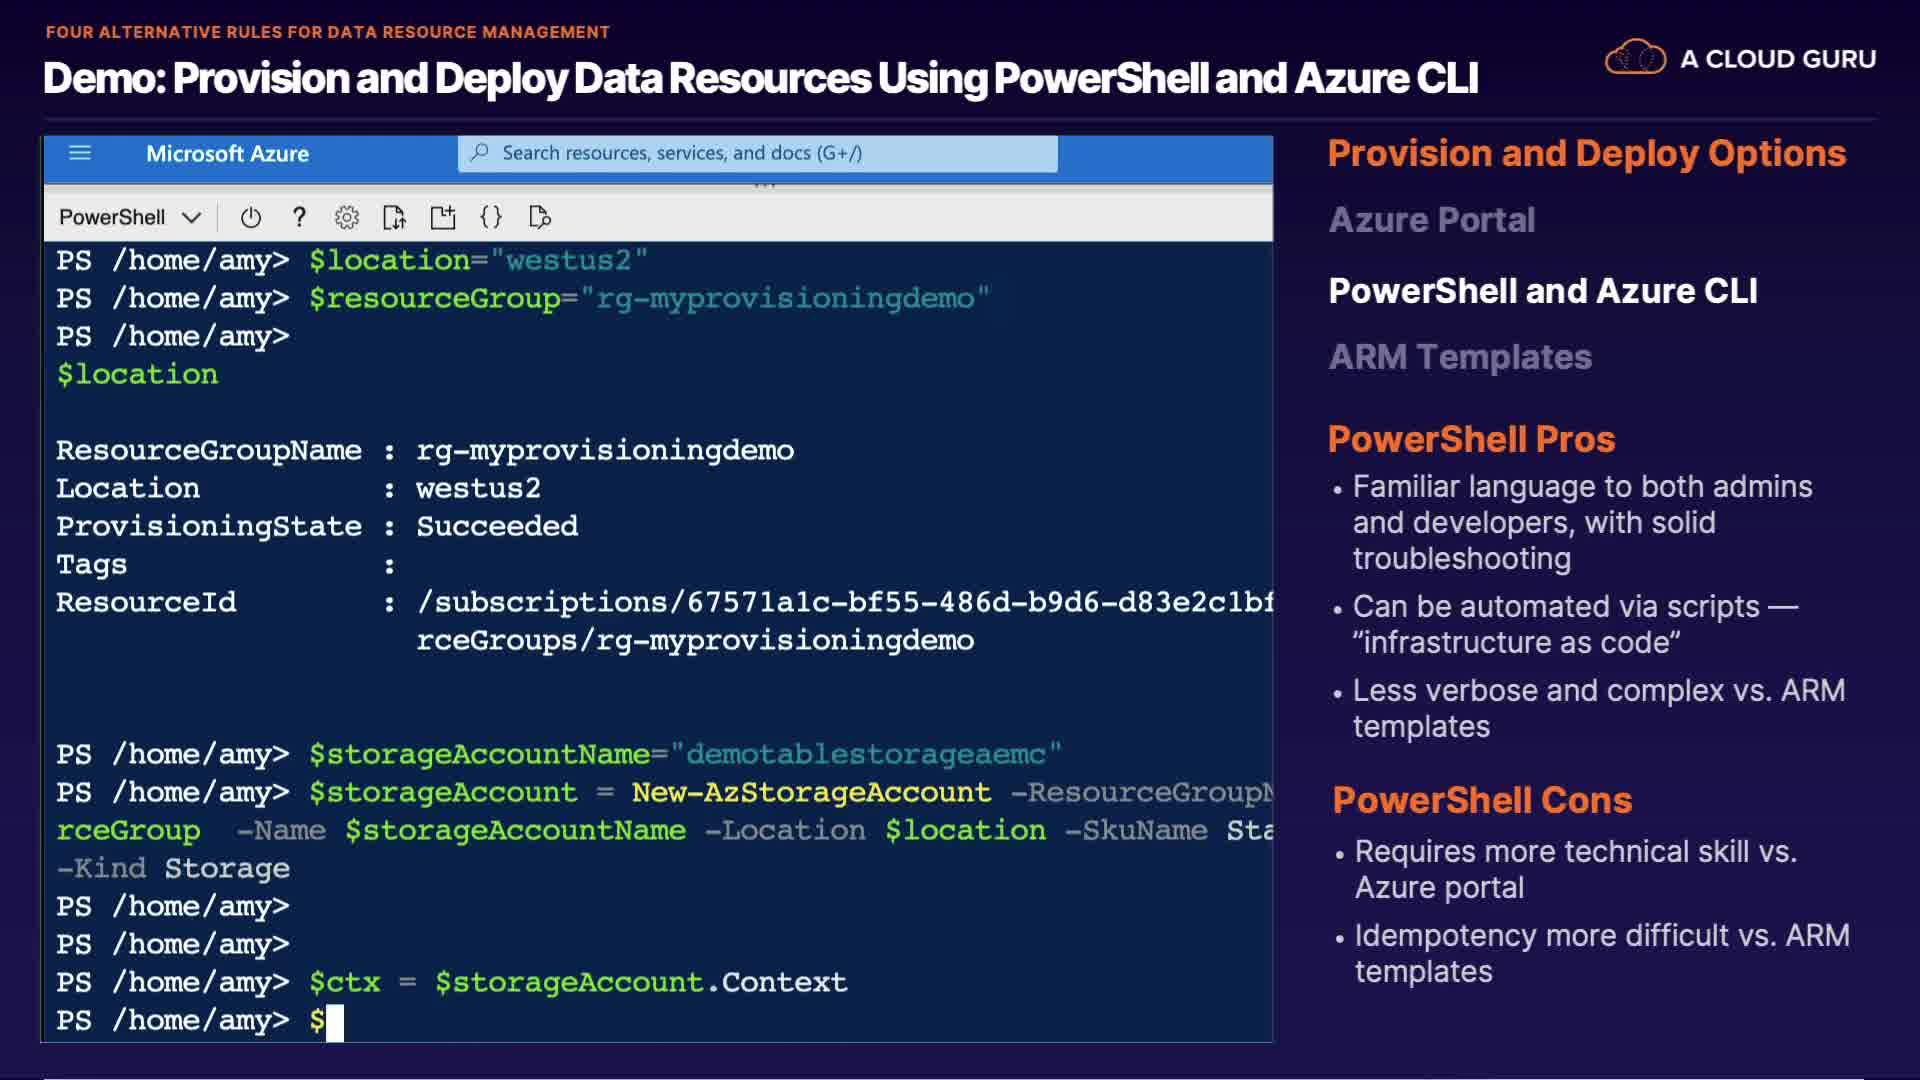 FOUR ALTERNATIVE RULES FOR DATA RESOURCE MANAGEMENT
Demo: Provision and Deploy Data Resources Using PowerShell and Azure CLI
A CLOUD GURU
Microsoft Azure
Search resources, services, and docs (G+/)
PowerShell
PS /home/amy> $location="westus2"
PS /home/amy> $resourceGroup="rg-myprovisioningdemo"
PS /home/amy>
$location
ResourceGroupName : rg-myprovisioningdemo
Location : westus2
ProvisioningState : Succeeded
Tags :
ResourceId : /subscriptions/67571a1c-bf55-486d-b9d6-d83e2c1bf
rceGroups/rg-myprovisioningdemo
PS /home/amy> $storageAccountName="demotablestorageaemc"
PS /home/amy> $storageAccount = New-AzStorageAccount -ResourceGroupN
rceGroup -Name $storageAccountName -Location $location -SkuName Sta
-Kind Storage
PS /home/amy>
PS /home/amy>
PS /home/amy> $ctx = $storageAccount.Context
PS /home/amy> $
Provision and Deploy Options
Azure Portal
PowerShell and Azure CLI
ARM Templates
PowerShell Pros
• Familiar language to both admins
and developers, with solid
troubleshooting
• Can be automated via scripts —
“infrastructure as code”
• Less verbose and complex vs. ARM
templates
PowerShell Cons
• Requires more technical skill vs.
Azure portal
• Idempotency more difficult vs. ARM
templates